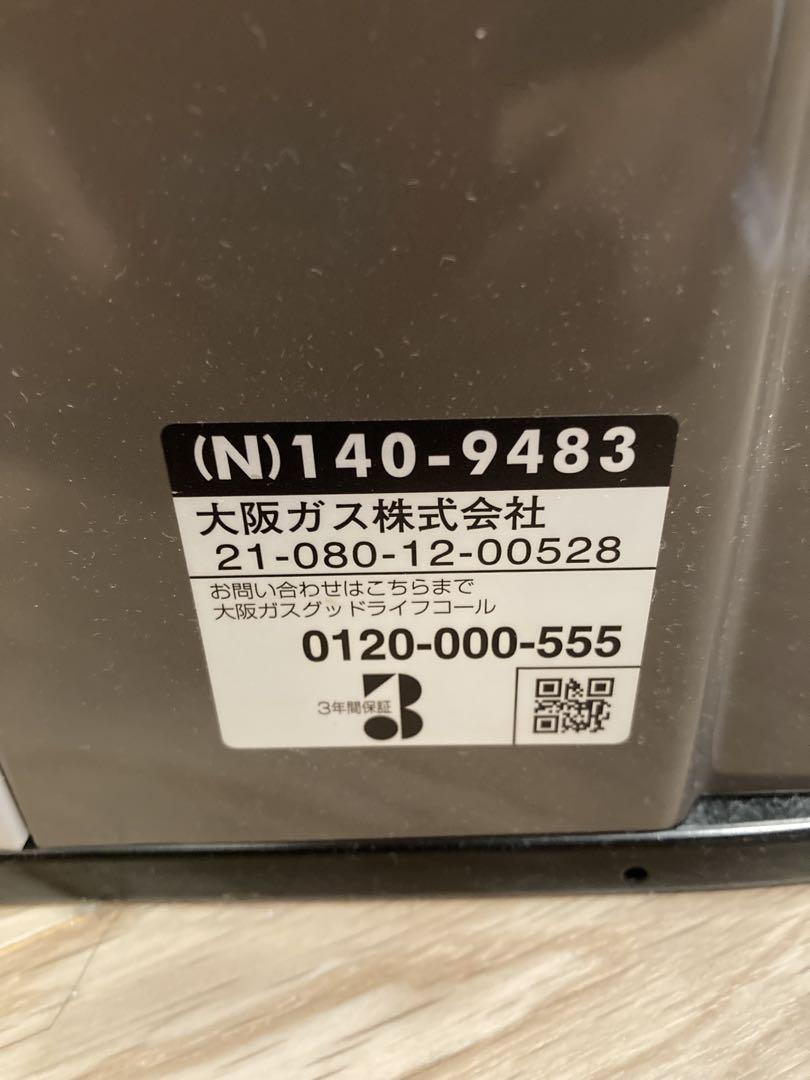 (N)140-9483
大阪ガス株式会社
21-080-12-00528
お問い合わせはこちらまで
大阪ガスグッドライフコール
0120-000-555
3年間保証
3